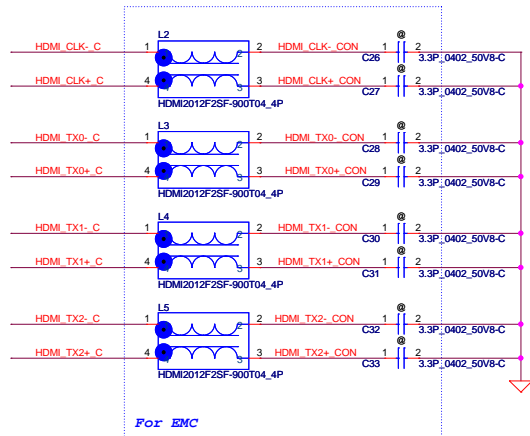 L2
@
HDMI_CLK-_C 1 2 HDMI_CLK-_CON 1 2
C26 3.3P_0402_50V8-C
@
HDMI_CLK+_C 4 3 HDMI_CLK+_CON 1 2
C27 3.3P_0402_50V8-C
HDMI2012F2SF-900T04_4P
L3
@
HDMI_TX0-_C 1 2 HDMI_TX0-_CON 1 2
C28 3.3P_0402_50V8-C
@
HDMI_TX0+_C 4 3 HDMI_TX0+_CON 1 2
C29 3.3P_0402_50V8-C
HDMI2012F2SF-900T04_4P
L4
@
HDMI_TX1-_C 1 2 HDMI_TX1-_CON 1 2
C30 3.3P_0402_50V8-C
@
HDMI_TX1+_C 4 3 HDMI_TX1+_CON 1 2
C31 3.3P_0402_50V8-C
HDMI2012F2SF-900T04_4P
L5
@
HDMI_TX2-_C 1 2 HDMI_TX2-_CON 1 2
C32 3.3P_0402_50V8-C
@
HDMI_TX2+_C 4 3 HDMI_TX2+_CON 1 2
C33 3.3P_0402_50V8-C
HDMI2012F2SF-900T04_4P
For EMC